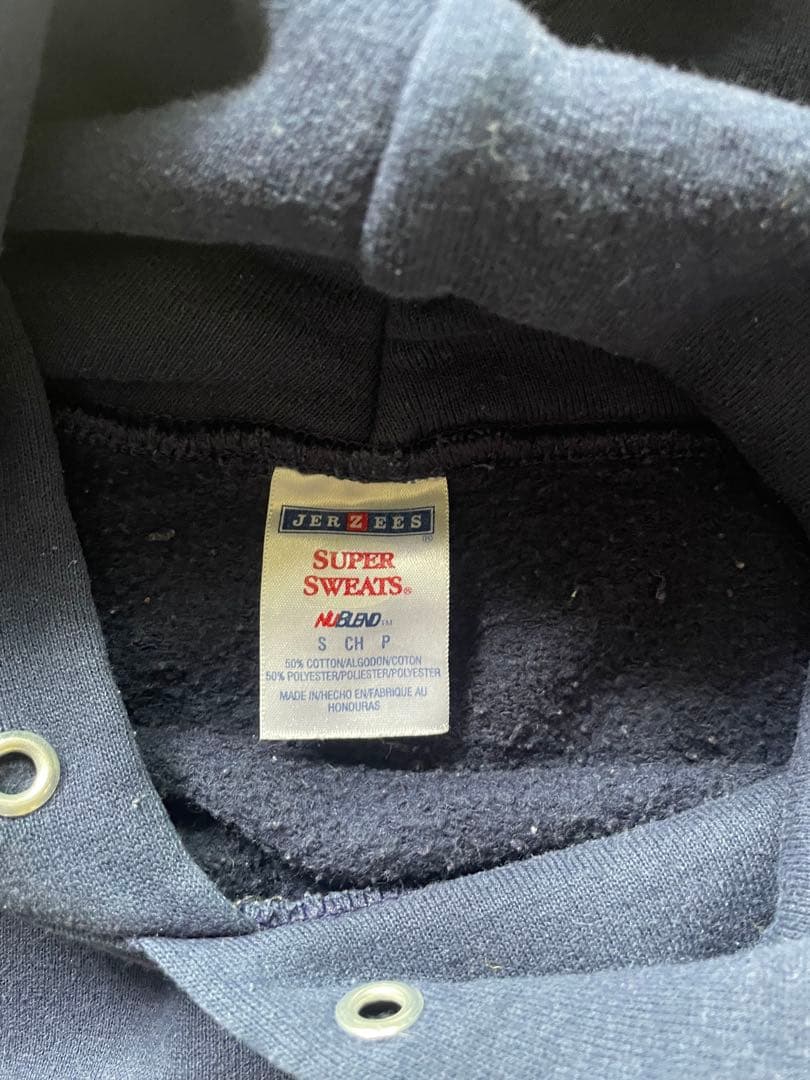 JERZEES®
SUPER
SWEATS®
NUBLEND™
S CH P
50% COTTON/ALGODON/COTON
50% POLYESTER/POLIESTER/POLYESTER
MADE IN/HECHO EN/FABRIQUE AU
HONDURAS